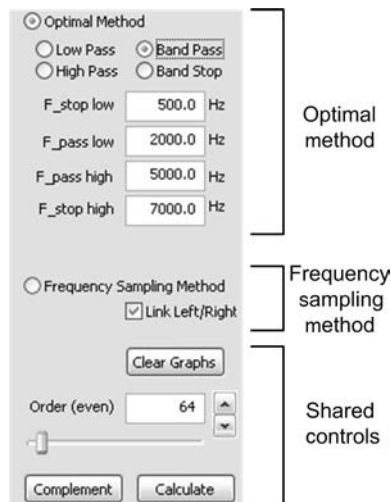 Optimal Method
Low Pass Band Pass
High Pass Band Stop
F_stop low 500.0 Hz
F_pass low 2000.0 Hz
F_pass high 5000.0 Hz
F_stop high 7000.0 Hz
Optimal
method
Frequency Sampling Method
Link Left/Right
Frequency
sampling
method
Clear Graphs
Order (even) 64
Complement Calculate
Shared
controls